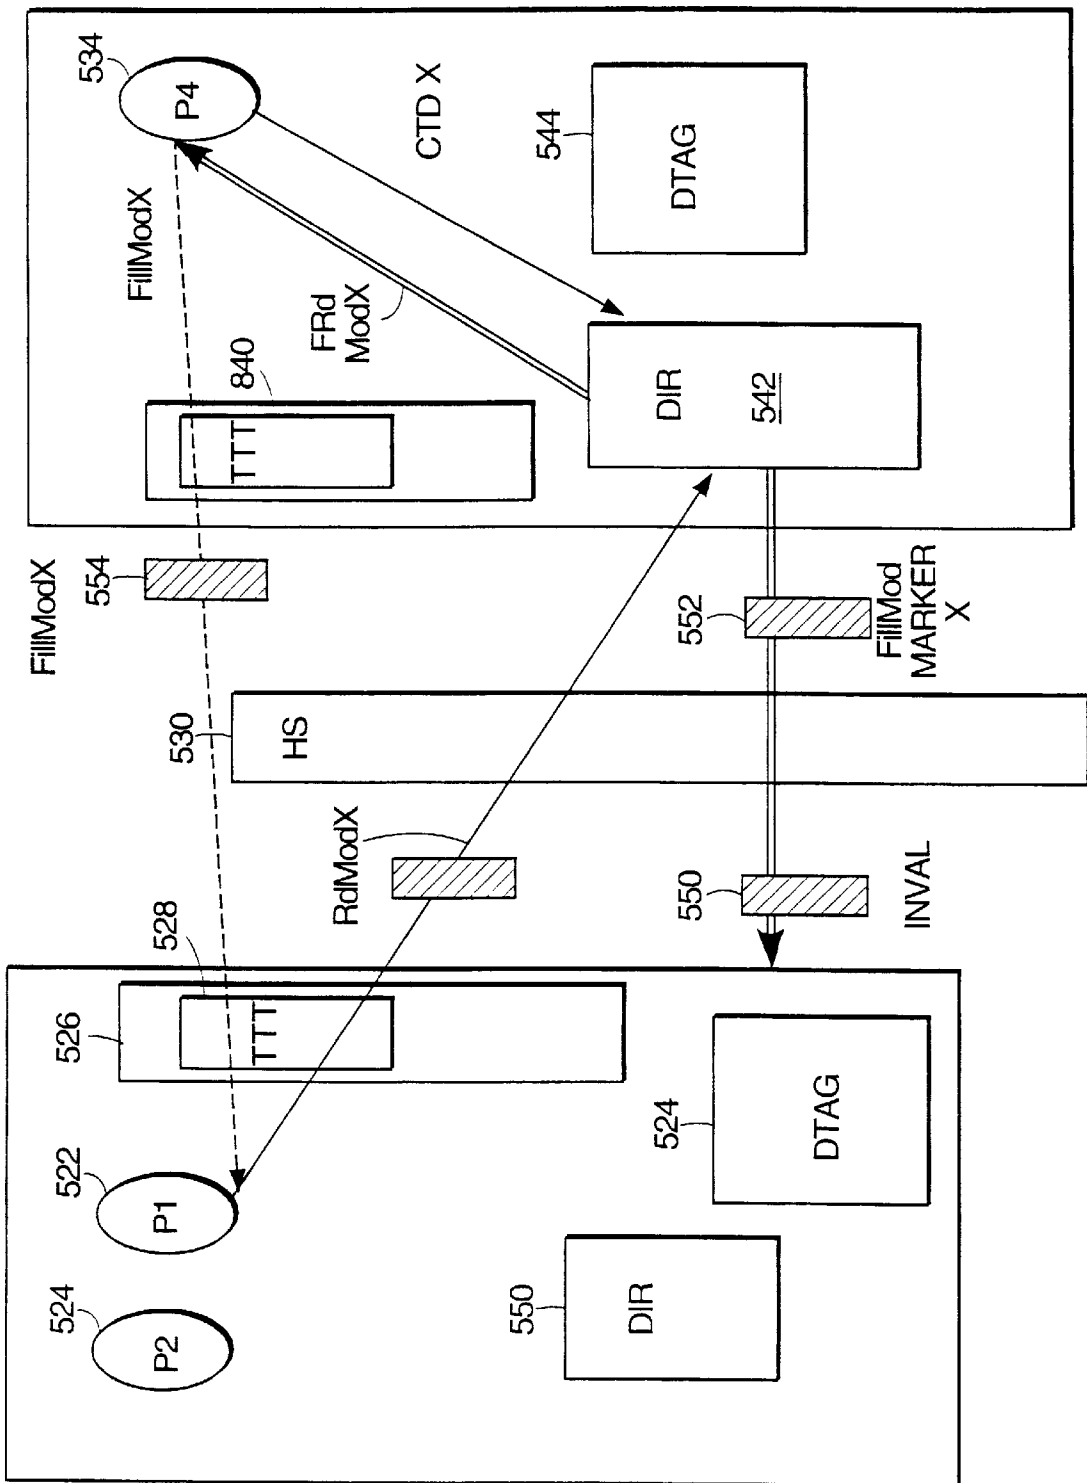 524
P2
522
P1
550
DIR
524
DTAG
526
528
TTT
RdModX
550
INVAL
530
HS
552
FillMod
MARKER
X
FillModX
554
840
TTT
DIR
542
FRd
ModX
FillModX
544
DTAG
CTD X
534
P4